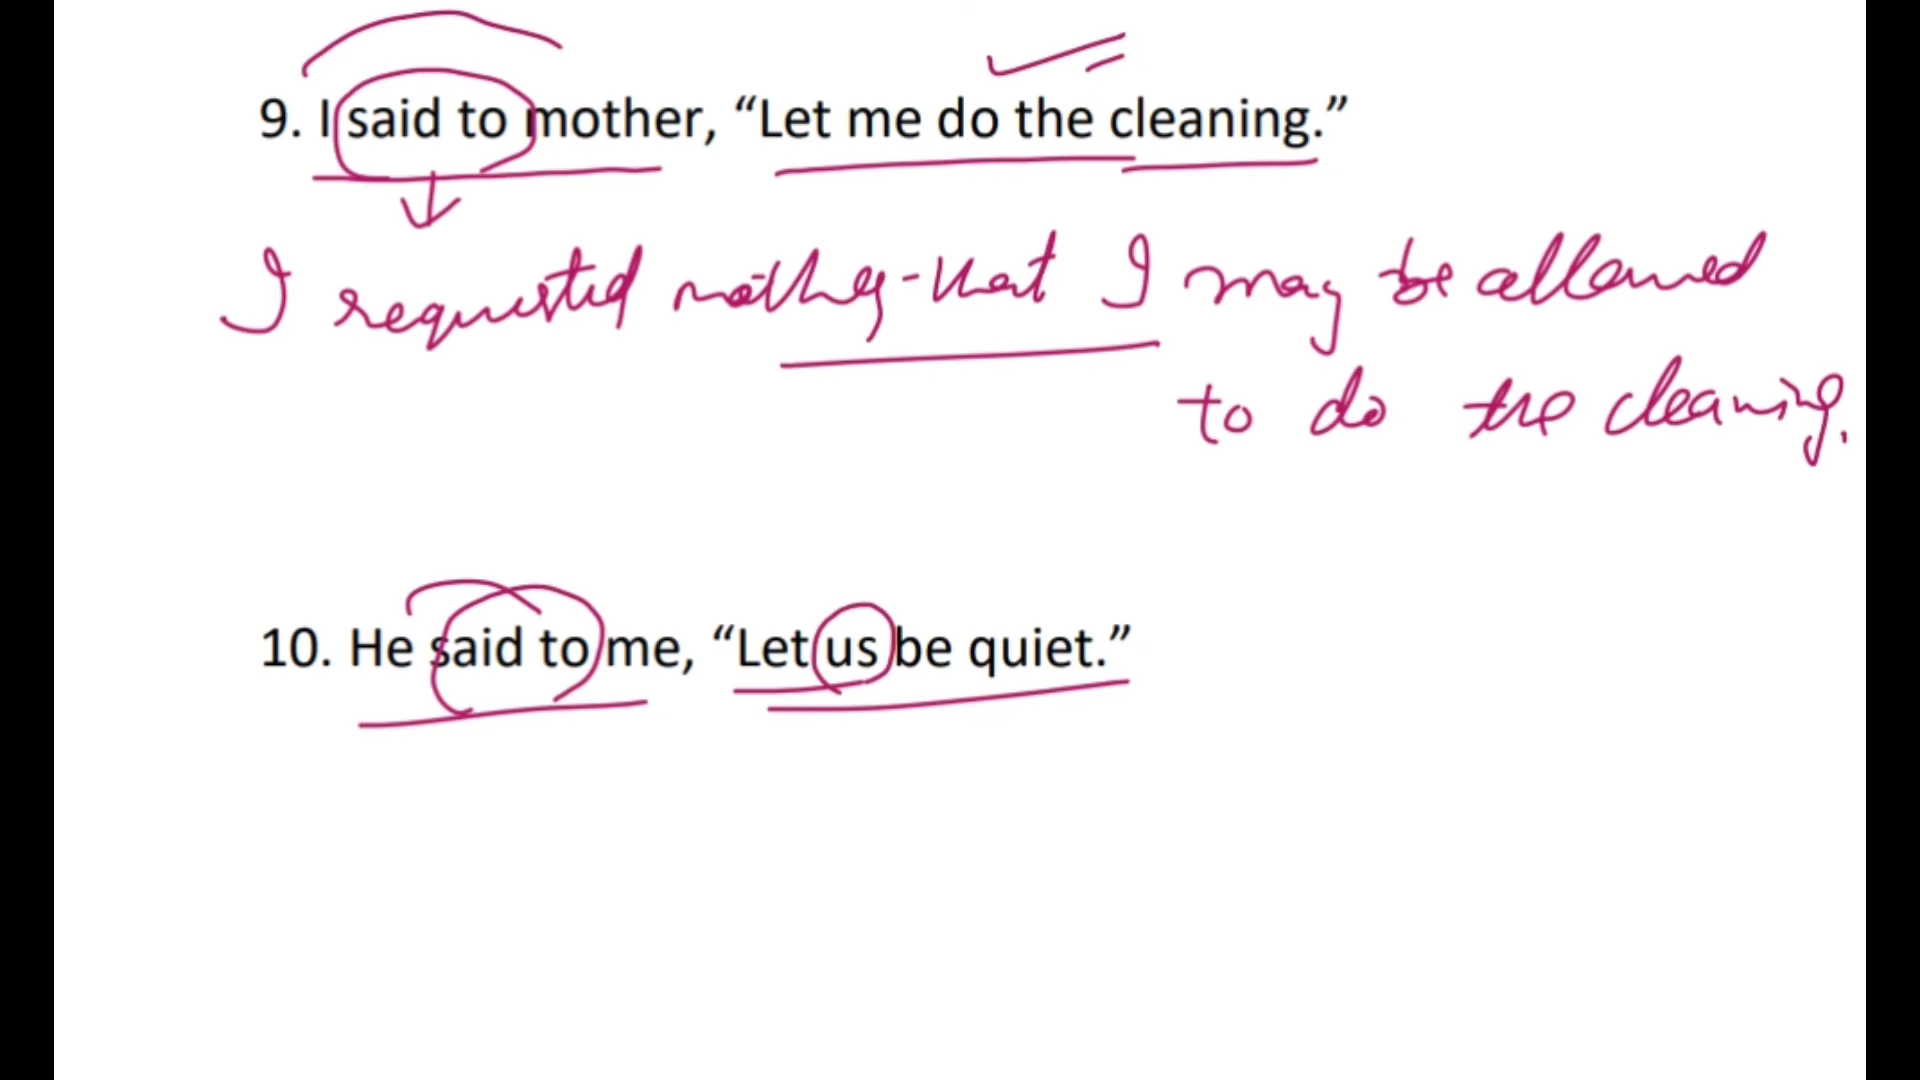 9. I said to mother, “Let me do the cleaning.”
I requested mother that I may be allowed
to do the cleaning.
10. He said to me, “Let us be quiet.”